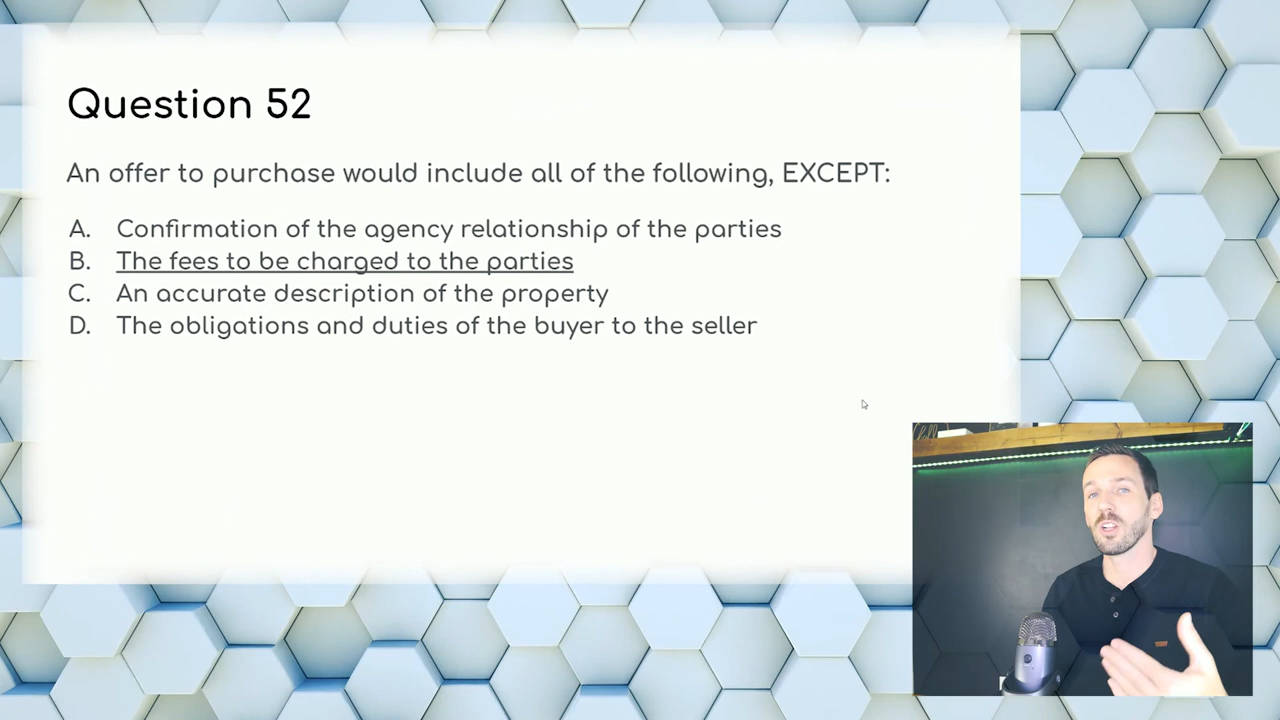 Question 52
An offer to purchase would include all of the following, EXCEPT:
A. Confirmation of the agency relationship of the parties
B. The fees to be charged to the parties
C. An accurate description of the property
D. The obligations and duties of the buyer to the seller